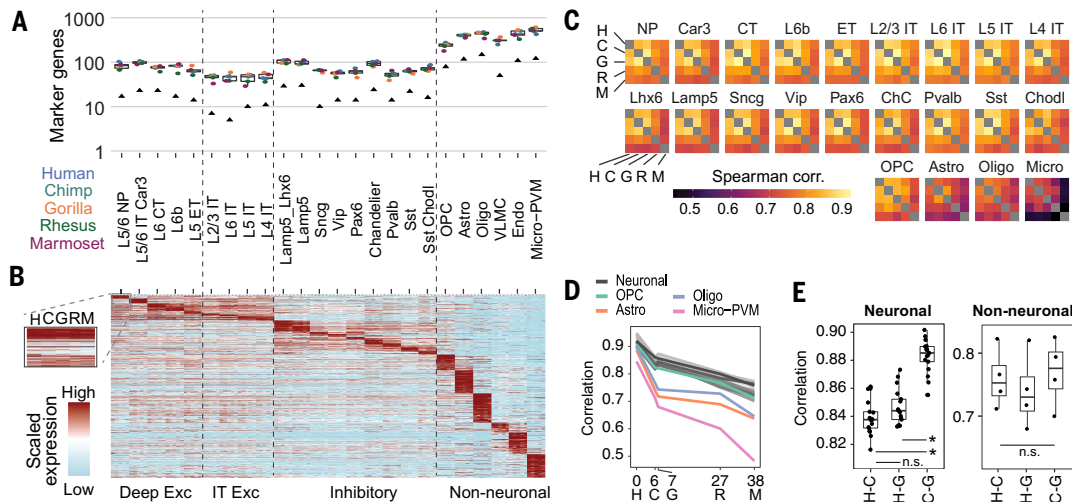 A
1000
100
10
1
Marker genes
Human
Chimp
Gorilla
Rhesus
Marmoset
L5/6 NP
L5/6 IT Car3
L6 CT
L6b
L5 ET
L2/3 IT
L6 IT
L5 IT
L4 IT
Lamp5_Lhx6
Lamp5
Sncg
Vip
Pax6
Chandelier
Pvalb
Sst
Sst_Chodl
OPC
Astro
Oligo
VLMC
Endo
Micro-PVM
B
HCGRM
High
Low
Scaled
expression
Deep Exc IT Exc Inhibitory Non-neuronal
C
H
C
G
R
M
NP Car3 CT L6b ET L2/3 IT L6 IT L5 IT L4 IT
Lhx6 Lamp5 Sncg Vip Pax6 ChC Pvalb Sst Chodl
H C G R M
OPC Astro Oligo Micro
Spearman corr.
0.5 0.6 0.7 0.8 0.9
D
Neuronal
OPC
Astro
Oligo
Micro-PVM
Correlation
0.9
0.8
0.7
0.6
0.5
0 6 7 27 38
H C G R M
E
Neuronal Non-neuronal
Correlation
0.90
0.88
0.86
0.84
0.82
*
*
n.s.
H-C
H-G
C-G
0.8
0.7
n.s.
H-C
H-G
C-G